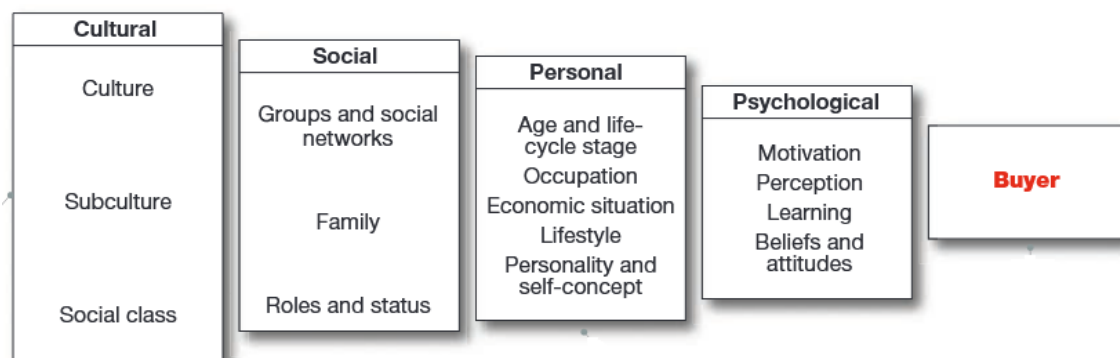 Cultural
Culture
Subculture
Social class
Social
Groups and social
networks
Family
Roles and status
Personal
Age and life-
cycle stage
Occupation
Economic situation
Lifestyle
Personality and
self-concept
Psychological
Motivation
Perception
Learning
Beliefs and
attitudes
Buyer